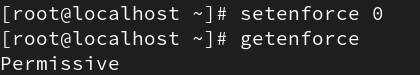 [root@localhost ~]# setenforce 0
[root@localhost ~]# getenforce
Permissive